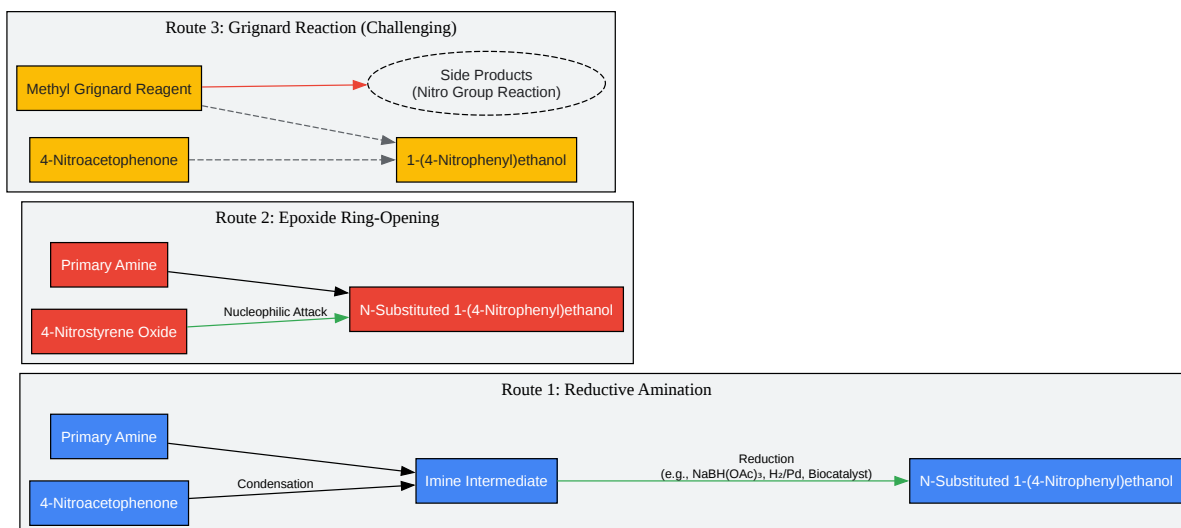 Route 3: Grignard Reaction (Challenging)
Methyl Grignard Reagent
Side Products
(Nitro Group Reaction)
4-Nitroacetophenone
1-(4-Nitrophenyl)ethanol
Route 2: Epoxide Ring-Opening
Primary Amine
4-Nitrostyrene Oxide
Nucleophilic Attack
N-Substituted 1-(4-Nitrophenyl)ethanol
Route 1: Reductive Amination
Primary Amine
4-Nitroacetophenone
Condensation
Imine Intermediate
Reduction
(e.g., NaBH(OAc)₃, H₂/Pd, Biocatalyst)
N-Substituted 1-(4-Nitrophenyl)ethanol